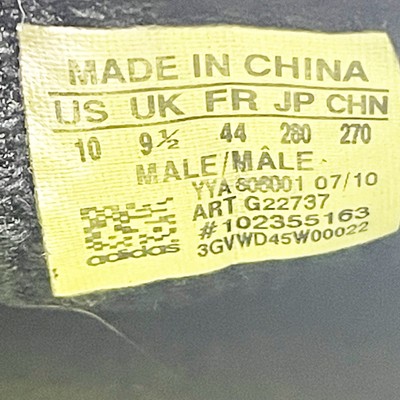 MADE IN CHINA
US UK FR JP CHN
10 9½ 44 280 270
MALE/MÂLE
YYA 606001 07/10
ART G22737
#102355163
3GVWD45W00022
adidas